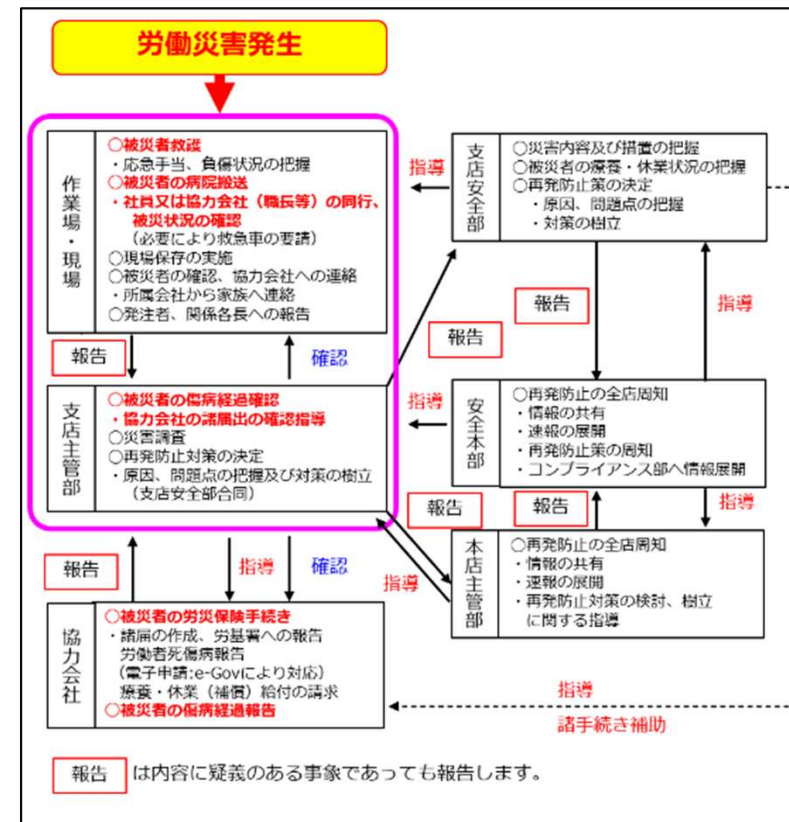 労働災害発生
作業場・現場
○被災者救護
・応急手当、負傷状況の把握
○被災者の病院搬送
・社員又は協力会社（職長等）の同行、
被災状況の確認
（必要により救急車の要請）
○現場保存の実施
○被災者の確認、協力会社への連絡
・所属会社から家族へ連絡
○発注者、関係各長への報告
指導
支店安全部
○災害内容及び措置の把握
○被災者の療養・休業状況の把握
○再発防止策の決定
・原因、問題点の把握
・対策の樹立
報告
確認
報告
報告
指導
支店主管部
○被災者の傷病経過確認
・協力会社の諸届出の確認指導
○災害調査
○再発防止対策の決定
・原因、問題点の把握及び対策の樹立
（支店安全部合同）
指導
安全本部
○再発防止の全店周知
・情報の共有
・速報の展開
・再発防止策の周知
・コンプライアンス部へ情報展開
報告
報告
指導
報告
指導
確認
指導
本店主管部
○再発防止の全店周知
・情報の共有
・速報の展開
・再発防止対策の検討、樹立
に関する指導
協力会社
○被災者の労災保険手続き
・諸届の作成、労基署への報告
労働者死傷病報告
(電子申請:e-Govにより対応)
療養・休業（補償）給付の請求
○被災者の傷病経過報告
指導
諸手続き補助
報告 は内容に疑義のある事象であっても報告します。